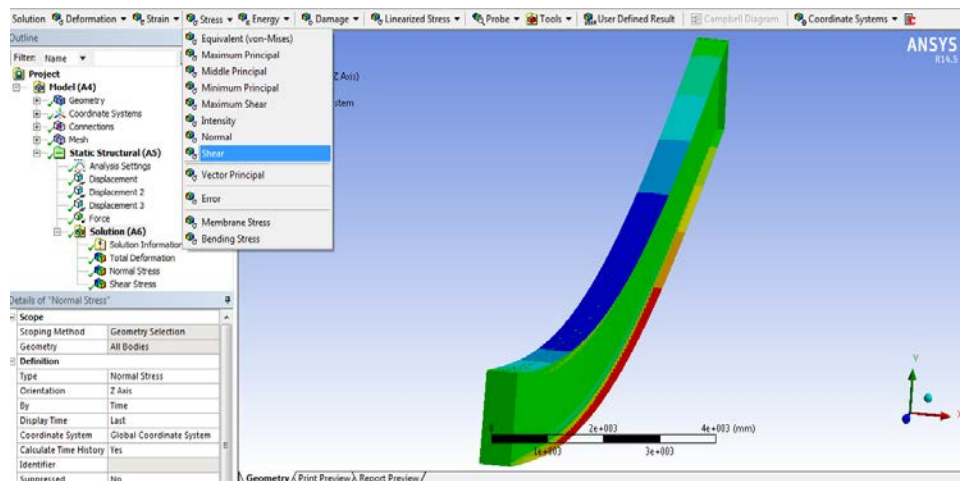 Solution Deformation Strain Stress Energy Damage Linearized Stress Probe Tools User Defined Result Campbell Diagram Coordinate Systems
Outline
Filter: Name
Project
Model (A4)
Geometry
Coordinate Systems
Connections
Mesh
Static Structural (A5)
Analysis Settings
Displacement
Displacement 2
Displacement 3
Force
Solution (A6)
Solution Information
Total Deformation
Normal Stress
Shear Stress
Equivalent (von-Mises)
Maximum Principal
Middle Principal
Minimum Principal
Maximum Shear
Intensity
Normal
Shear
Vector Principal
Error
Membrane Stress
Bending Stress
Z Axis)
stem
ANSYS
R14.5
Details of "Normal Stress"
Scope
Scoping Method Geometry Selection
Geometry All Bodies
Definition
Type Normal Stress
Orientation Z Axis
By Time
Display Time Last
Coordinate System Global Coordinate System
Calculate Time History Yes
Identifier
Suppressed No
0 2e+003 4e+003 (mm)
1e+003 3e+003
Y
X
Geometry Print Preview Report Preview